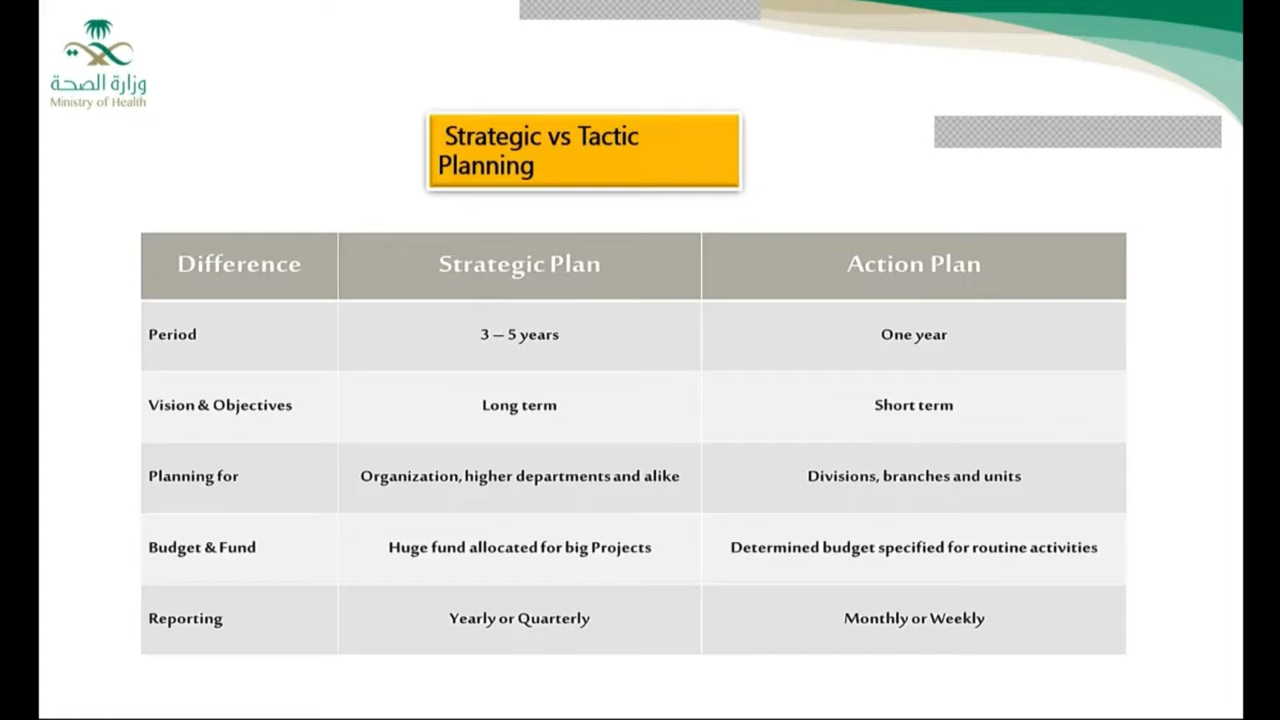 وزارة الصحة
Ministry of Health
Strategic vs Tactic
Planning
Difference Strategic Plan Action Plan
Period 3 – 5 years One year
Vision & Objectives Long term Short term
Planning for Organization, higher departments and alike Divisions, branches and units
Budget & Fund Huge fund allocated for big Projects Determined budget specified for routine activities
Reporting Yearly or Quarterly Monthly or Weekly